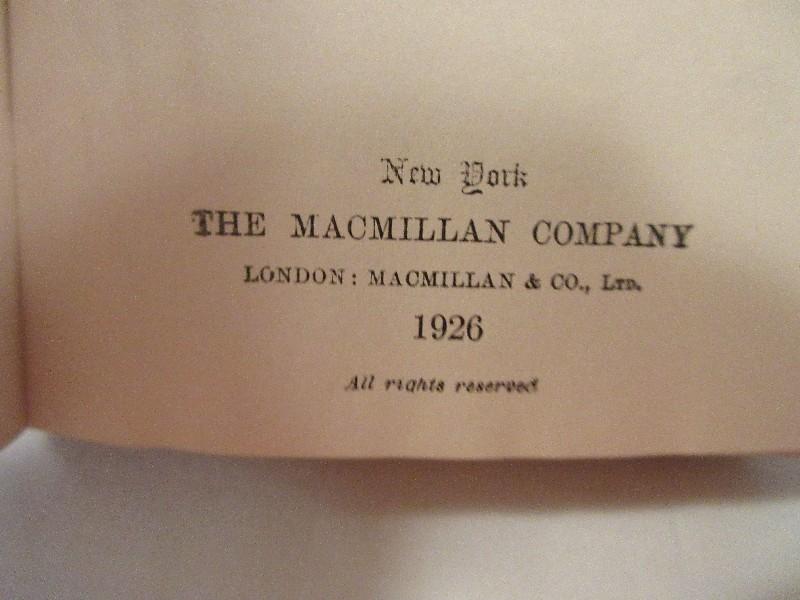 New York
THE MACMILLAN COMPANY
LONDON: MACMILLAN & CO., LTD.
1926
All rights reserved